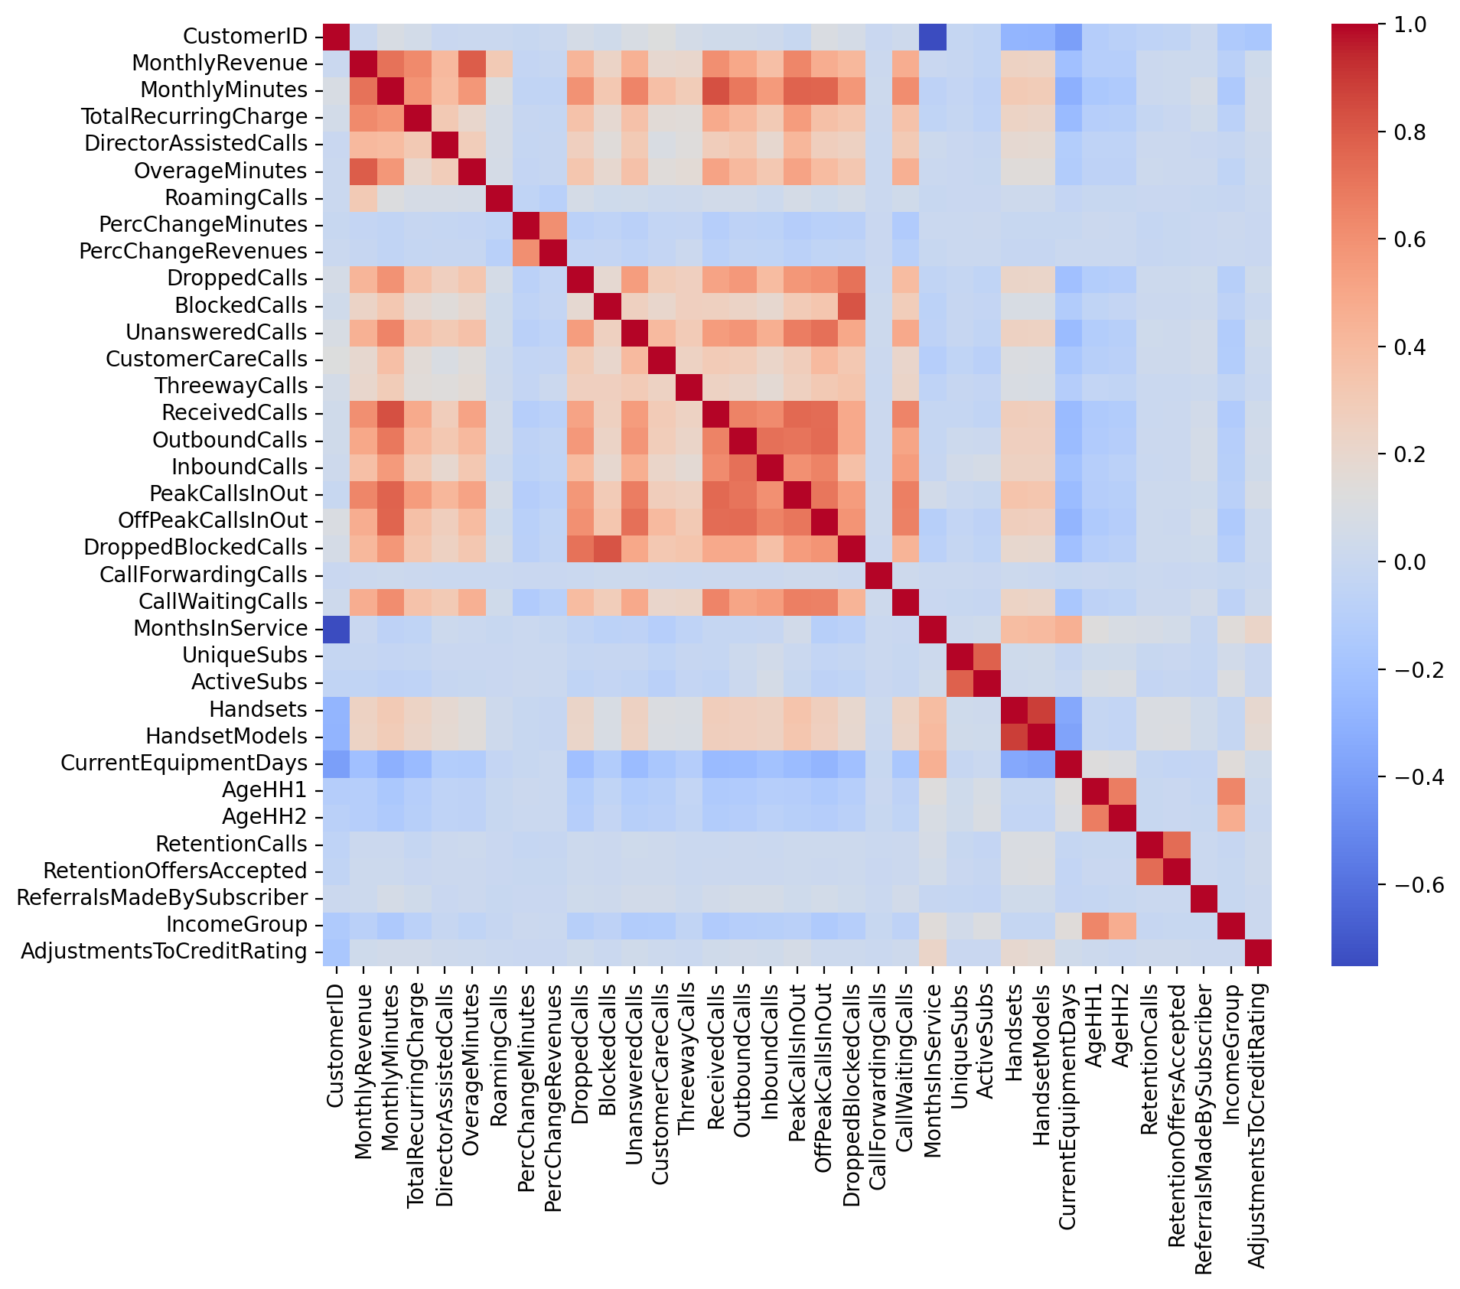 CustomerID
MonthlyRevenue
MonthlyMinutes
TotalRecurringCharge
DirectorAssistedCalls
OverageMinutes
RoamingCalls
PercChangeMinutes
PercChangeRevenues
DroppedCalls
BlockedCalls
UnansweredCalls
CustomerCareCalls
ThreewayCalls
ReceivedCalls
OutboundCalls
InboundCalls
PeakCallsInOut
OffPeakCallsInOut
DroppedBlockedCalls
CallForwardingCalls
CallWaitingCalls
MonthsInService
UniqueSubs
ActiveSubs
Handsets
HandsetModels
CurrentEquipmentDays
AgeHH1
AgeHH2
RetentionCalls
RetentionOffersAccepted
ReferralsMadeBySubscriber
IncomeGroup
AdjustmentsToCreditRating
CustomerID
MonthlyRevenue
MonthlyMinutes
TotalRecurringCharge
DirectorAssistedCalls
OverageMinutes
RoamingCalls
PercChangeMinutes
PercChangeRevenues
DroppedCalls
BlockedCalls
UnansweredCalls
CustomerCareCalls
ThreewayCalls
ReceivedCalls
OutboundCalls
InboundCalls
PeakCallsInOut
OffPeakCallsInOut
DroppedBlockedCalls
CallForwardingCalls
CallWaitingCalls
MonthsInService
UniqueSubs
ActiveSubs
Handsets
HandsetModels
CurrentEquipmentDays
AgeHH1
AgeHH2
RetentionCalls
RetentionOffersAccepted
ReferralsMadeBySubscriber
IncomeGroup
AdjustmentsToCreditRating
1.0
0.8
0.6
0.4
0.2
0.0
−0.2
−0.4
−0.6